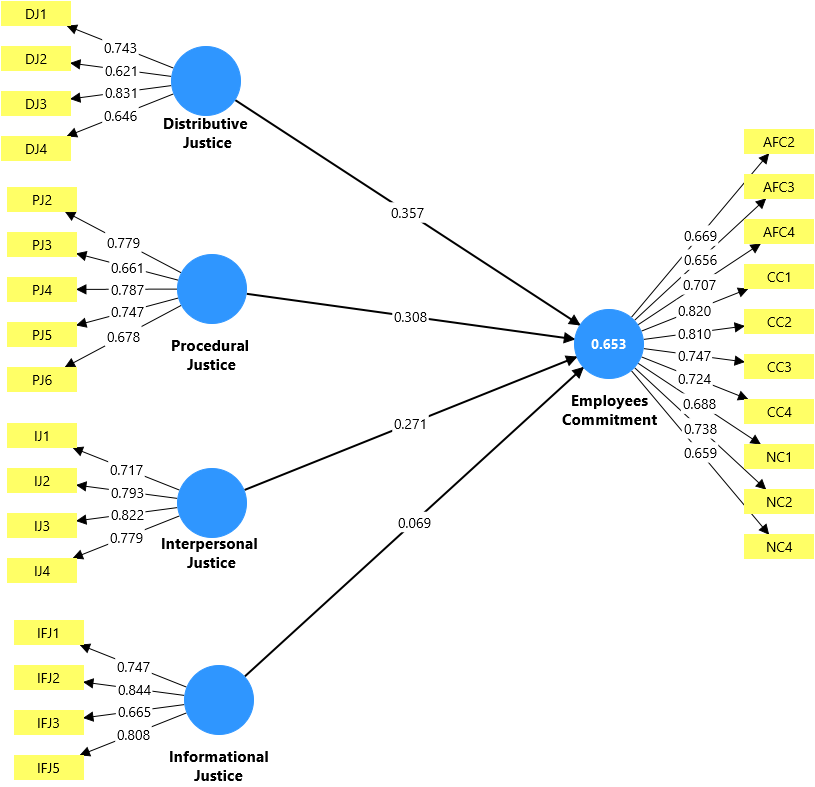 DJ1
DJ2
DJ3
DJ4
0.743
0.621
0.831
0.646
Distributive
Justice
PJ2
PJ3
PJ4
PJ5
PJ6
0.779
0.661
0.787
0.747
0.678
Procedural
Justice
IJ1
IJ2
IJ3
IJ4
0.717
0.793
0.822
0.779
Interpersonal
Justice
IFJ1
IFJ2
IFJ3
IFJ5
0.747
0.844
0.665
0.808
Informational
Justice
0.357
0.308
0.271
0.069
0.653
Employees
Commitment
0.669
0.656
0.707
0.820
0.810
0.747
0.724
0.688
0.738
0.659
AFC2
AFC3
AFC4
CC1
CC2
CC3
CC4
NC1
NC2
NC4